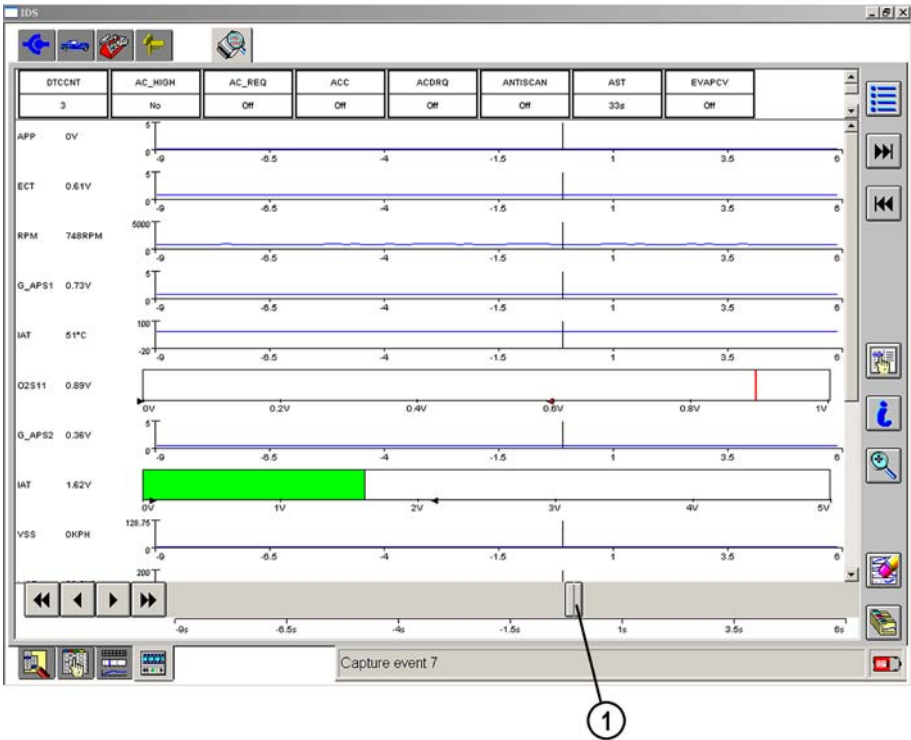 IDS
DTCCNT AC_HIGH AC_REQ ACC ACDRQ ANTISCAN AST EVAPCV
3 No Off Off Off Off 33s Off
APP 0V 5 0 -9 -6.5 -4 -1.5 1 3.5 6
ECT 0.61V 5 0 -9 -6.5 -4 -1.5 1 3.5 6
RPM 748RPM 5000 0 -9 -6.5 -4 -1.5 1 3.5 6
G_APS1 0.73V 5 0 -9 -6.5 -4 -1.5 1 3.5 6
IAT 51°C 100 -20 -9 -6.5 -4 -1.5 1 3.5 6
O2S11 0.89V
0V 0.2V 0.4V 0.6V 0.8V 1V
G_APS2 0.36V 5 0 -9 -6.5 -4 -1.5 1 3.5 6
IAT 1.62V
0V 1V 2V 3V 4V 5V
VSS 0KPH 128.75 0 -9 -6.5 -4 -1.5 1 3.5 6
200
-9s -6.5s -4s -1.5s 1s 3.5s 6s
Capture event 7
1